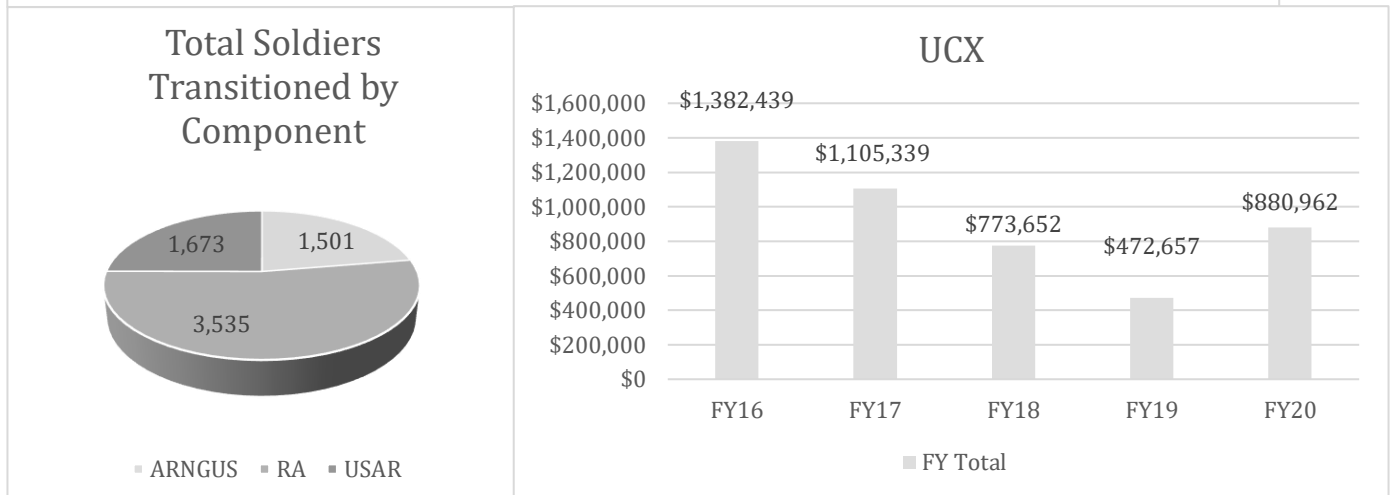 Total Soldiers
Transitioned by
Component
1,673
1,501
3,535
ARNGUS RA USAR
UCX
$1,600,000
$1,400,000
$1,200,000
$1,000,000
$800,000
$600,000
$400,000
$200,000
$0
$1,382,439
$1,105,339
$773,652
$472,657
$880,962
FY16 FY17 FY18 FY19 FY20
FY Total